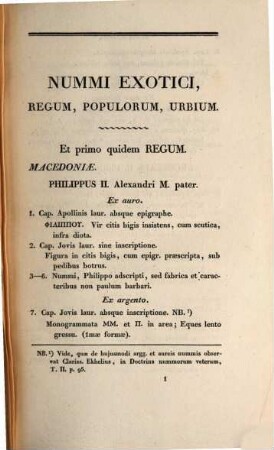 NUMMI EXOTICI,
REGUM, POPULORUM, URBIUM.
Et primo quidem REGUM.
MACEDONIÆ.
PHILIPPUS II. Alexandri M. pater.
Ex auro.
1. Cap. Apollinis laur. absque epigraphe.
ΦΙΛΙΠΠΟΥ. Vir citis bigis insistens, cum scutica,
infra diota.
2. Cap. Jovis laur. sine inscriptione.
Figura in citis bigis, cum epigr. præscripta, sub
pedibus botrus.
3—6. Nummi, Philippo adscripti, sed fabrica et carac-
teribus non paulum barbari.
Ex argento.
7. Cap. Jovis laur. absque inscriptione. NB. ¹)
Monogrammata MM. et Π. in area; Eques lento
gressu. (1mæ formæ).
NB. ¹) Vide, quæ de hujusmodi argg. et aureis nummis obser-
vat Clariss. Ekhelius, in Doctrina nummorum veterum,
T. II. p. 95.
1